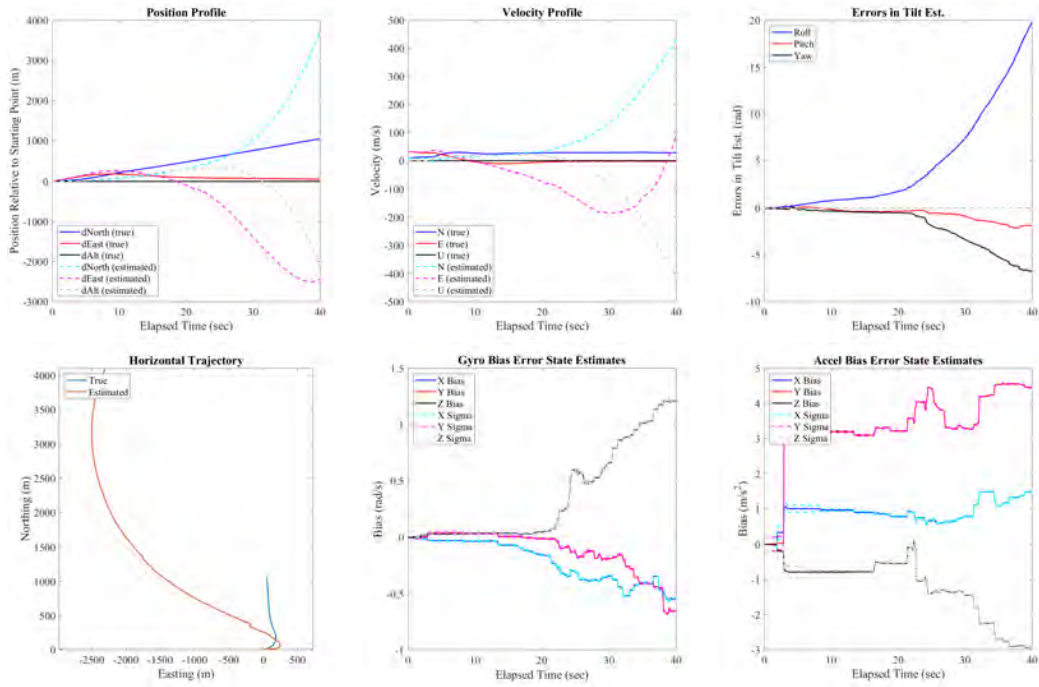 Position Profile
4000
3000
2000
1000
0
-1000
-2000
-3000
0
10
20
30
40
Position Relative to Starting Point (m)
Elapsed Time (sec)
dNorth (true)
dEast (true)
dAlt (true)
dNorth (estimated)
dEast (estimated)
dAlt (estimated)
Velocity Profile
500
400
300
200
100
0
-100
-200
-300
-400
-500
0
10
20
30
40
Velocity (m/s)
Elapsed Time (sec)
N (true)
E (true)
U (true)
N (estimated)
E (estimated)
U (estimated)
Errors in Tilt Est.
20
15
10
5
0
-5
-10
0
10
20
30
40
Errors in Tilt Est. (rad)
Elapsed Time (sec)
Roll
Pitch
Yaw
Horizontal Trajectory
4000
3500
3000
2500
2000
1500
1000
500
0
-2500
-2000
-1500
-1000
-500
0
500
Northing (m)
Easting (m)
True
Estimated
Gyro Bias Error State Estimates
1.5
1
0.5
0
-0.5
-1
0
10
20
30
40
Bias (rad/s)
Elapsed Time (sec)
X Bias
Y Bias
Z Bias
X Sigma
Y Sigma
Z Sigma
Accel Bias Error State Estimates
5
4
3
2
1
0
-1
-2
-3
0
10
20
30
40
Bias (m/s²)
Elapsed Time (sec)
X Bias
Y Bias
Z Bias
X Sigma
Y Sigma
Z Sigma